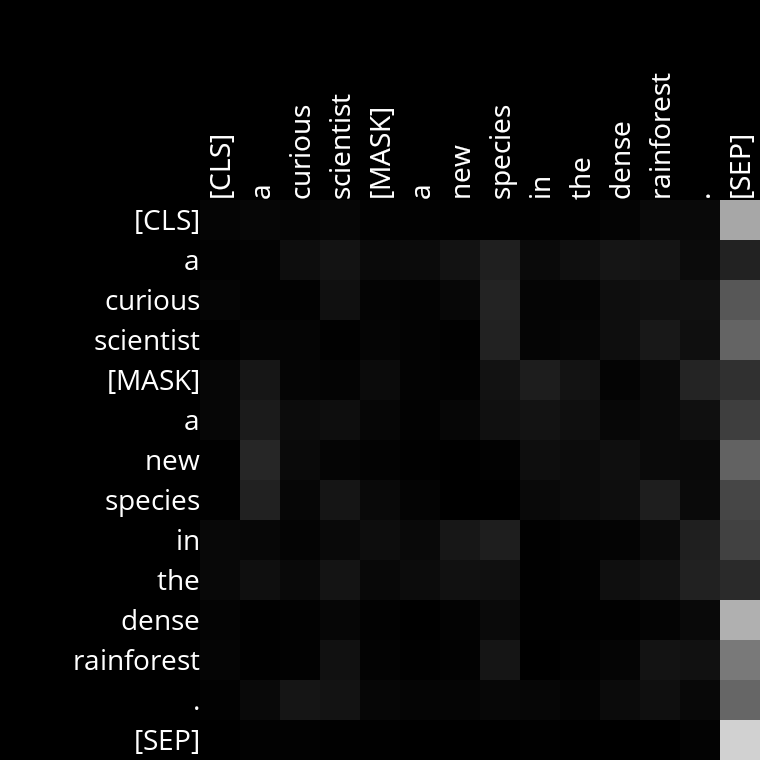 [CLS] a curious scientist [MASK] a new species in the dense rainforest . [SEP]
[CLS]
a
curious
scientist
[MASK]
a
new
species
in
the
dense
rainforest
.
[SEP]